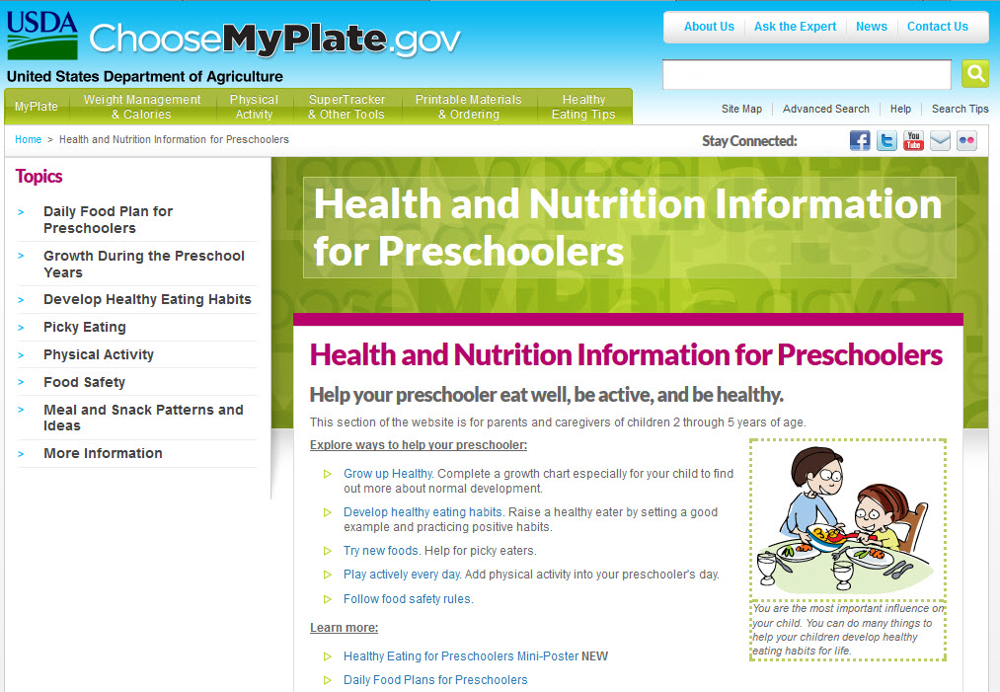 USDA
ChooseMyPlate.gov
United States Department of Agriculture
About Us
Ask the Expert
News
Contact Us
MyPlate
Weight Management
& Calories
Physical
Activity
SuperTracker
& Other Tools
Printable Materials
& Ordering
Healthy
Eating Tips
Site Map
Advanced Search
Help
Search Tips
Home > Health and Nutrition Information for Preschoolers
Stay Connected:
f
t
You
Tube
Topics
> Daily Food Plan for
Preschoolers
> Growth During the Preschool
Years
> Develop Healthy Eating Habits
> Picky Eating
> Physical Activity
> Food Safety
> Meal and Snack Patterns and
Ideas
> More Information
Health and Nutrition Information
for Preschoolers
Health and Nutrition Information for Preschoolers
Help your preschooler eat well, be active, and be healthy.
This section of the website is for parents and caregivers of children 2 through 5 years of age.
Explore ways to help your preschooler:
Grow up Healthy. Complete a growth chart especially for your child to find
out more about normal development.
Develop healthy eating habits. Raise a healthy eater by setting a good
example and practicing positive habits.
Try new foods. Help for picky eaters.
Play actively every day. Add physical activity into your preschooler's day.
Follow food safety rules.
Learn more:
Healthy Eating for Preschoolers Mini-Poster NEW
Daily Food Plans for Preschoolers
You are the most important influence on
your child. You can do many things to
help your children develop healthy
eating habits for life.